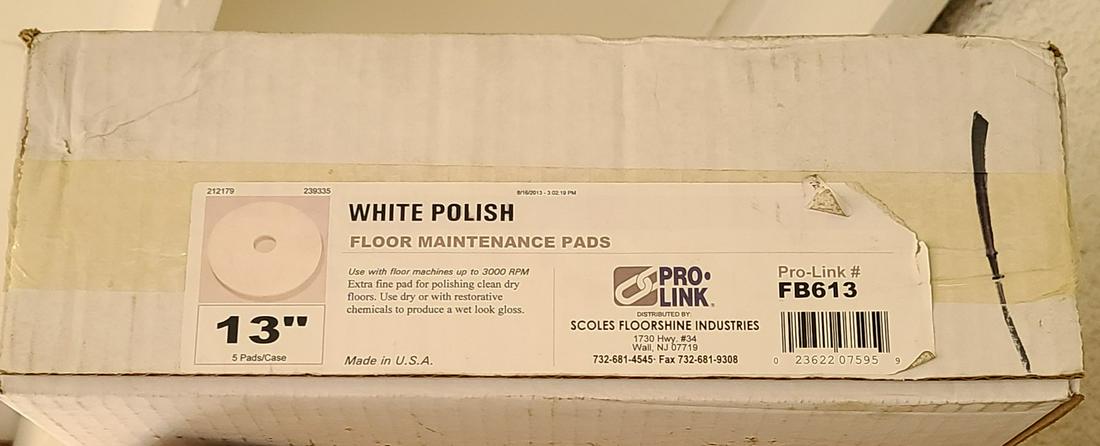 212179 239335
8/16/2013 - 3:02:19 PM
WHITE POLISH
FLOOR MAINTENANCE PADS
Use with floor machines up to 3000 RPM
Extra fine pad for polishing clean dry
floors. Use dry or with restorative
chemicals to produce a wet look gloss.
Made in U.S.A.
13"
5 Pads/Case
PRO•
LINK®
DISTRIBUTED BY:
SCOLES FLOORSHINE INDUSTRIES
1730 Hwy. #34
Wall, NJ 07719
732-681-4545· Fax 732-681-9308
Pro-Link #
FB613
0 23622 07595 9